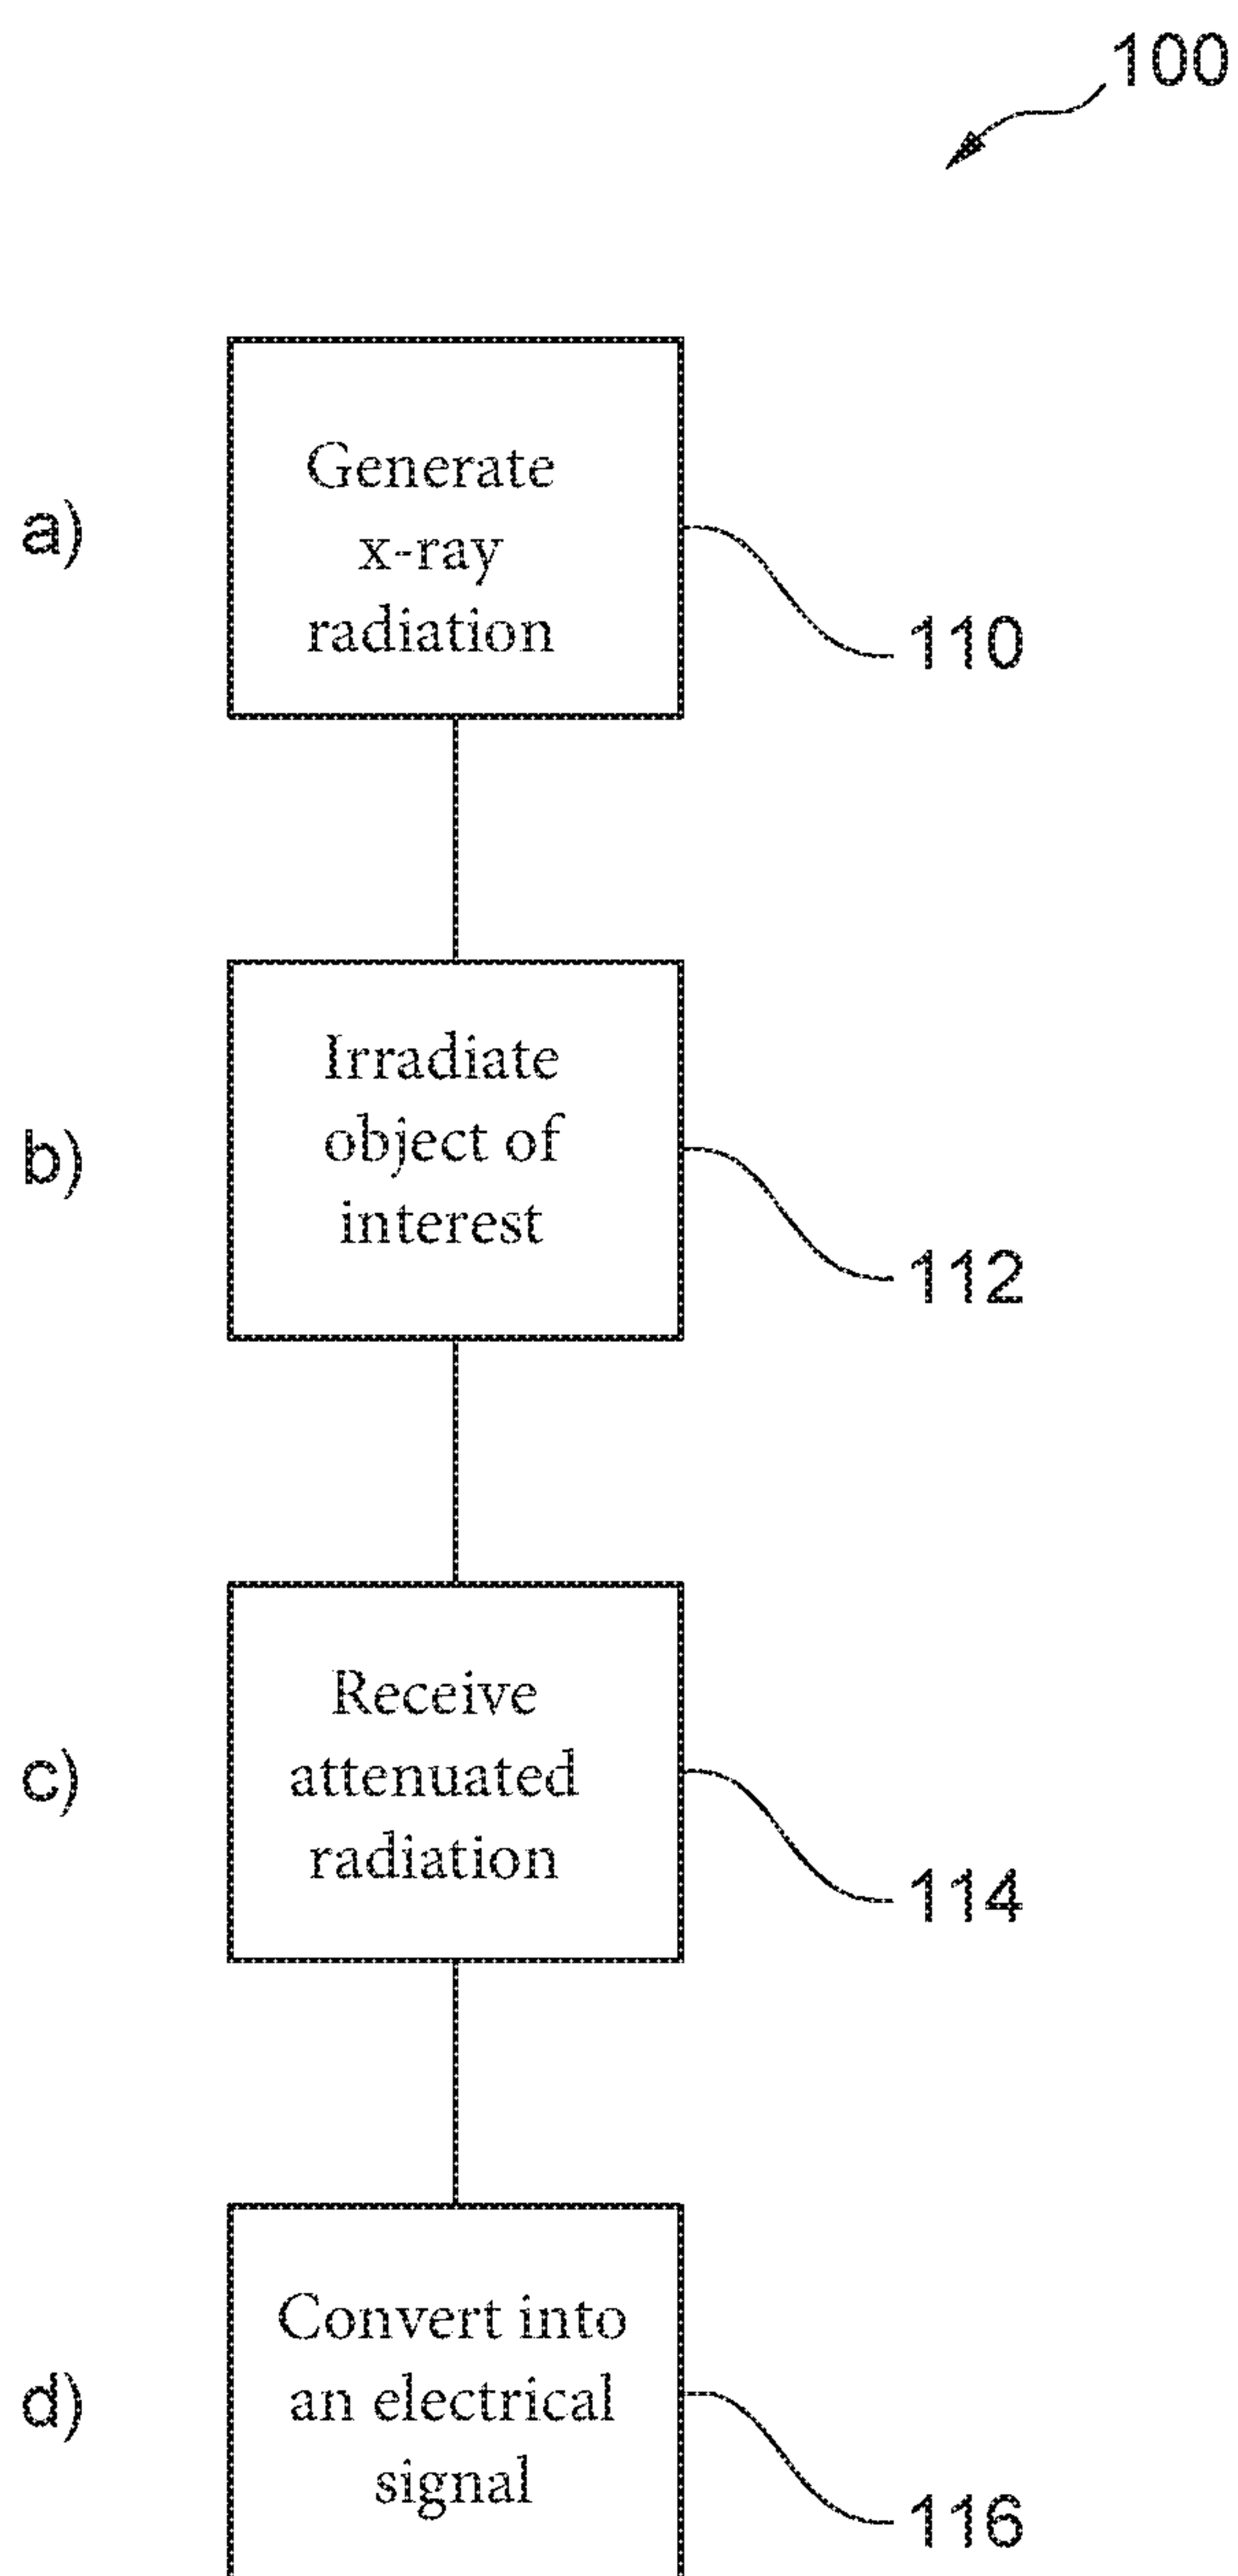 100
Generate
x-ray
radiation
a)
110
Irradiate
object of
interest
b)
112
Receive
attenuated
radiation
c)
114
Convert into
an electrical
signal
d)
116